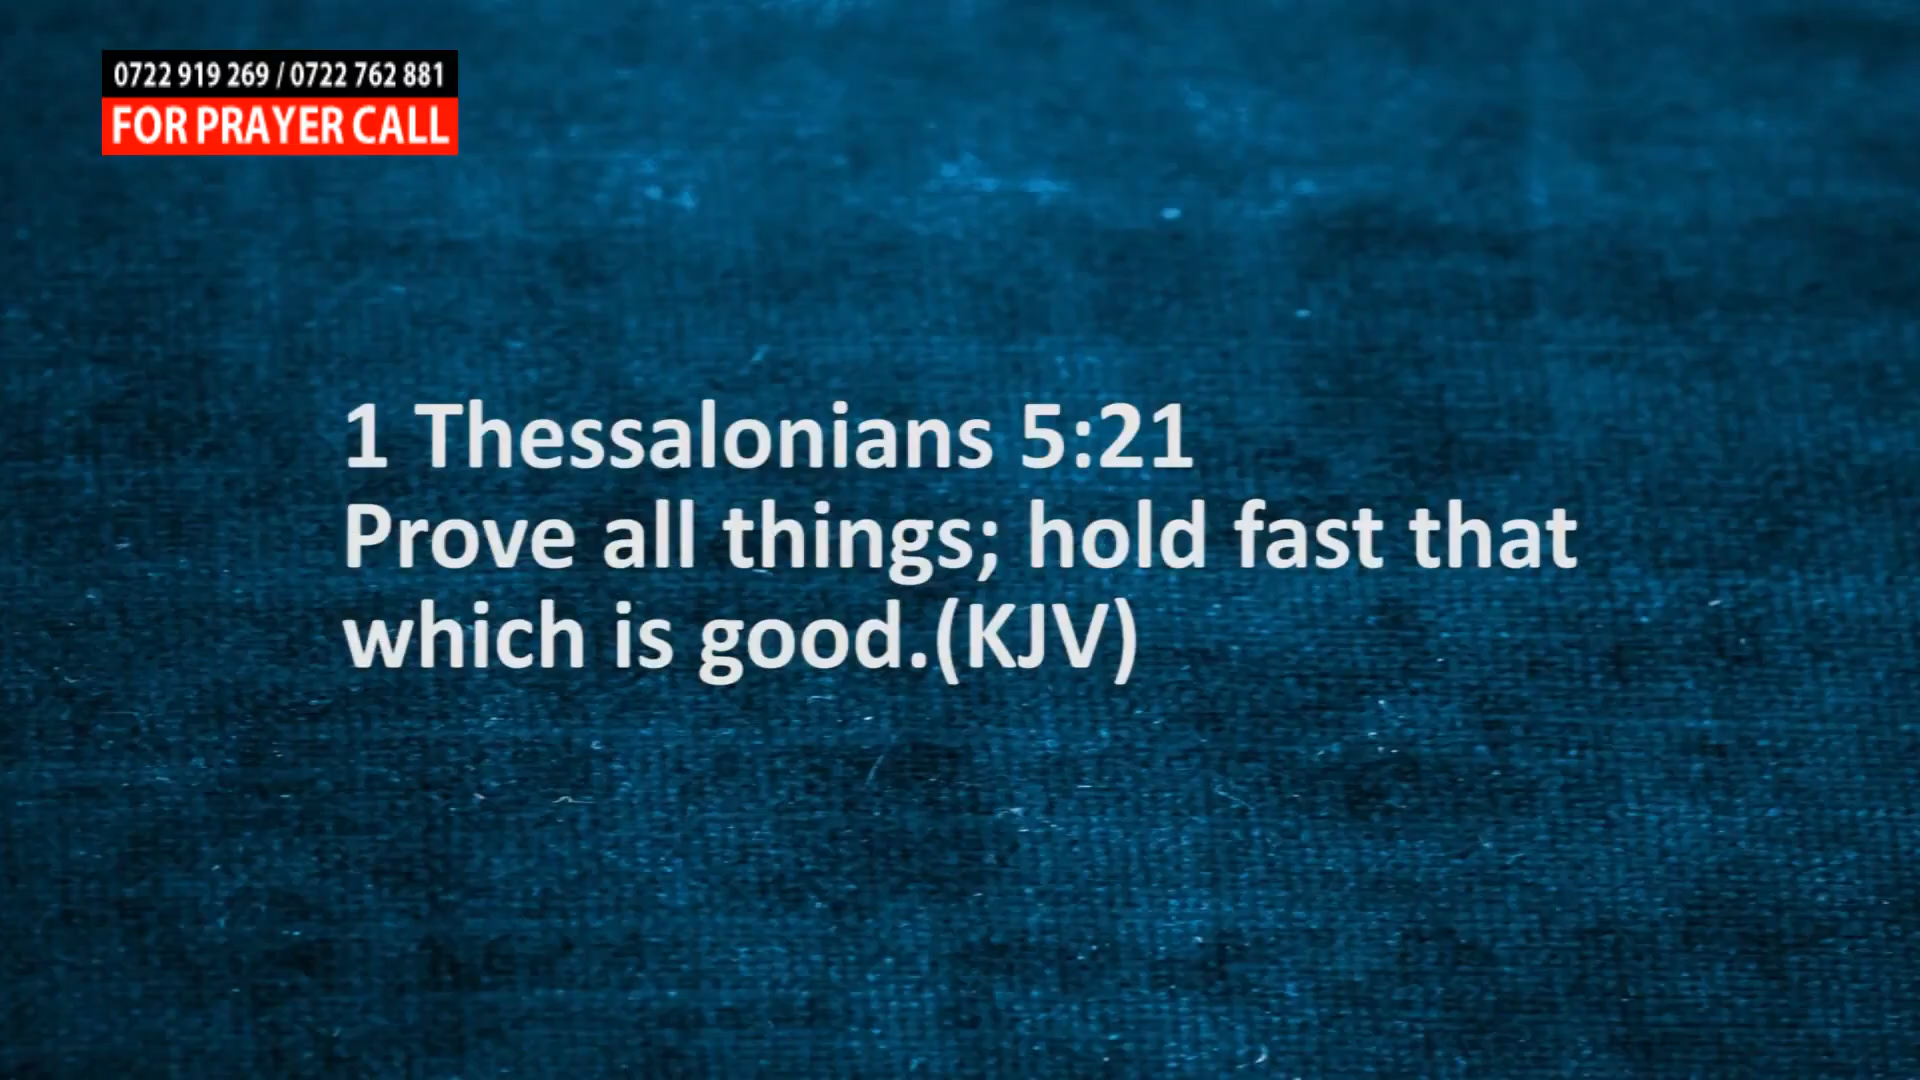 0722 919 269 / 0722 762 881
FOR PRAYER CALL
1 Thessalonians 5:21
Prove all things; hold fast that
which is good.(KJV)